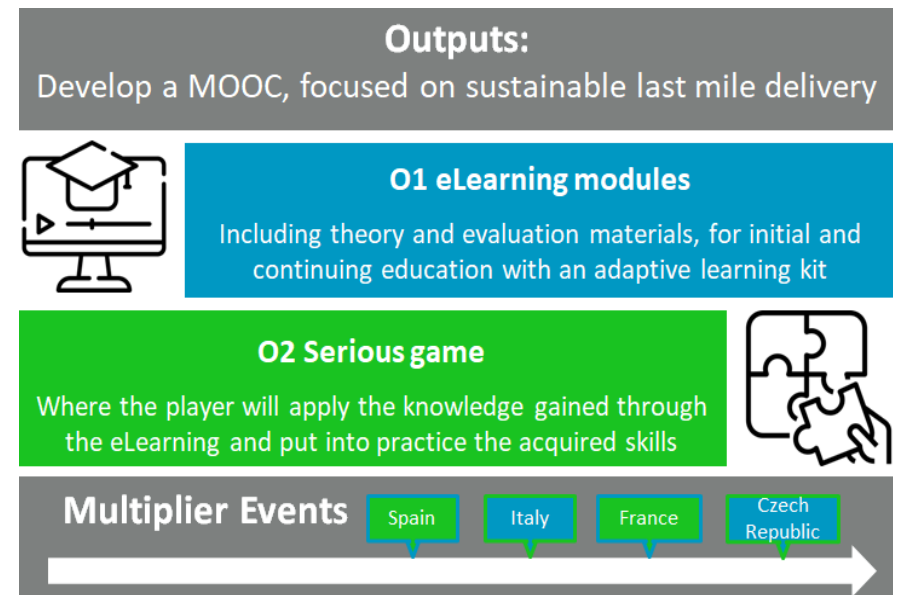 Outputs:
Develop a MOOC, focused on sustainable last mile delivery
O1 eLearning modules
Including theory and evaluation materials, for initial and
continuing education with an adaptive learning kit
O2 Serious game
Where the player will apply the knowledge gained through
the eLearning and put into practice the acquired skills
Multiplier Events
Spain
Italy
France
Czech
Republic